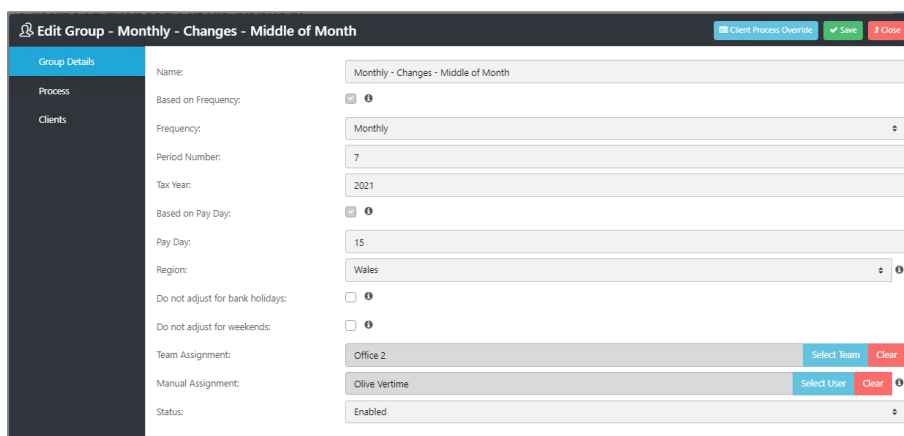 Edit Group - Monthly - Changes - Middle of Month
Client Process Override
Save
Close
Group Details
Process
Clients
Name: Monthly - Changes - Middle of Month
Based on Frequency:
Frequency: Monthly
Period Number: 7
Tax Year: 2021
Based on Pay Day:
Pay Day: 15
Region: Wales
Do not adjust for bank holidays:
Do not adjust for weekends:
Team Assignment: Office 2 Select Team Clear
Manual Assignment: Olive Vertime Select User Clear
Status: Enabled